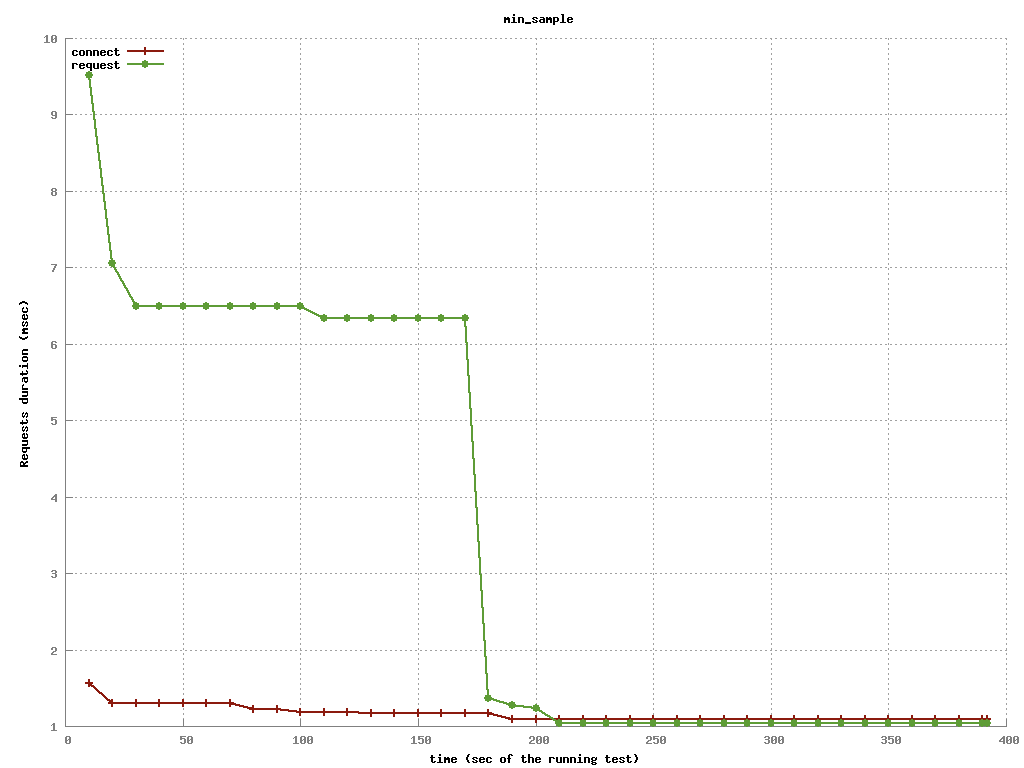 min_sample
connect
request
10
9
8
7
6
5
4
3
2
1
Requests duration (msec)
0 50 100 150 200 250 300 350 400
time (sec of the running test)